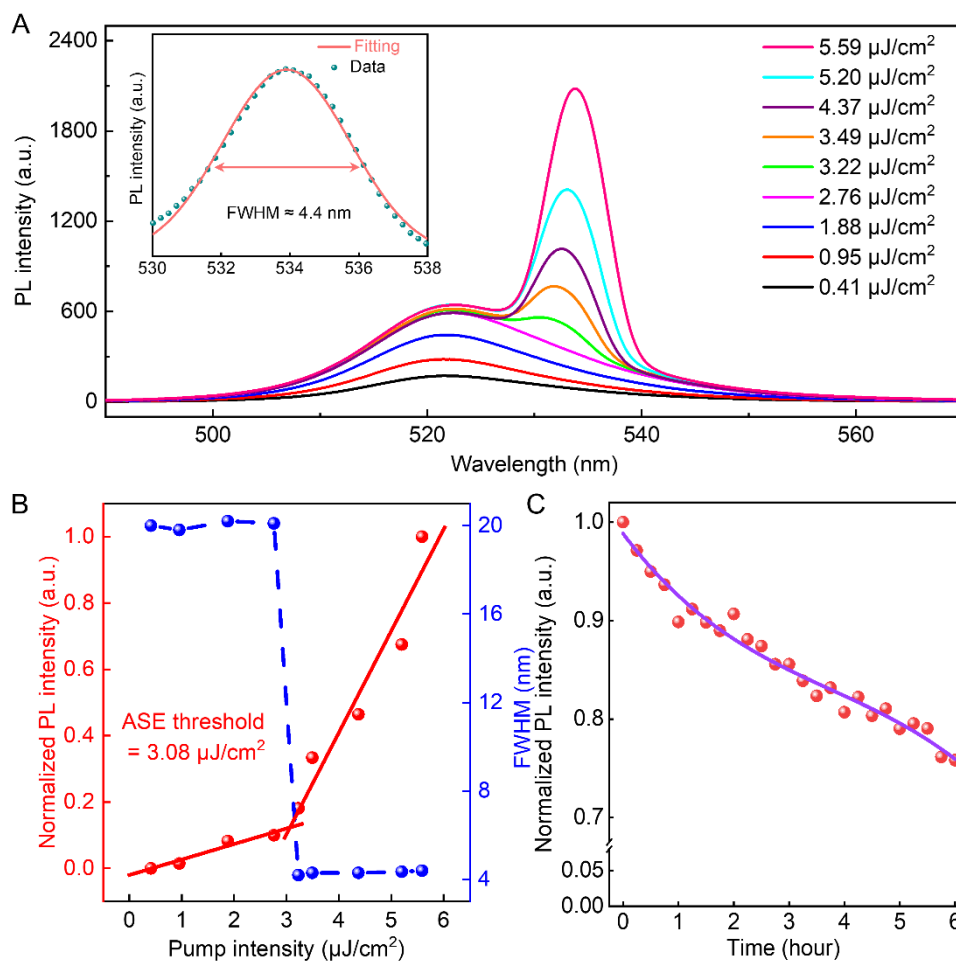 A
PL intensity (a.u.)
2400
1800
1200
600
0
500
520
540
560
Wavelength (nm)
PL intensity (a.u.)
Fitting
Data
FWHM ≈ 4.4 nm
530
532
534
536
538
5.59 μJ/cm²
5.20 μJ/cm²
4.37 μJ/cm²
3.49 μJ/cm²
3.22 μJ/cm²
2.76 μJ/cm²
1.88 μJ/cm²
0.95 μJ/cm²
0.41 μJ/cm²
B
Normalized PL intensity (a.u.)
1.0
0.8
0.6
0.4
0.2
0.0
ASE threshold
= 3.08 μJ/cm²
0
1
2
3
4
5
6
Pump intensity (μJ/cm²)
20
16
12
8
4
FWHM (nm)
C
Normalized PL intensity (a.u.)
1.0
0.9
0.8
0.7
0.05
0.00
0
1
2
3
4
5
6
Time (hour)